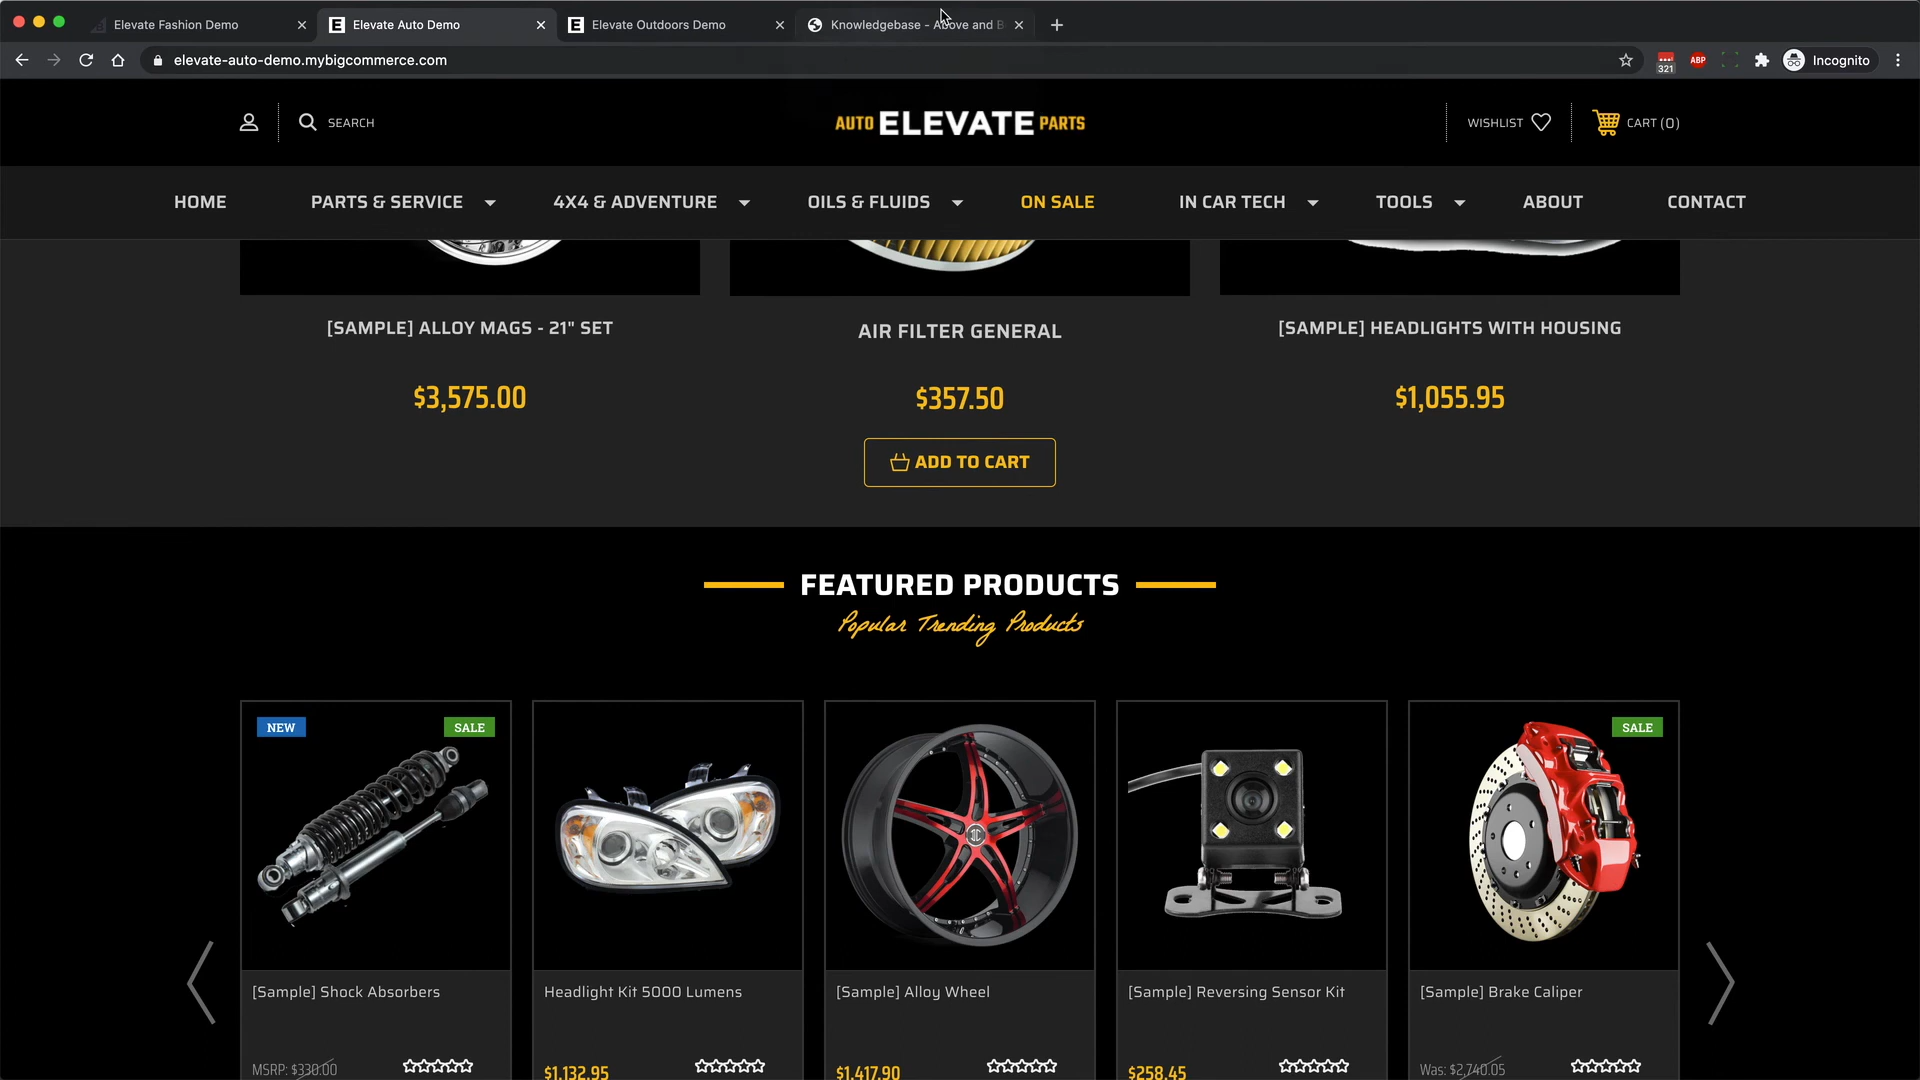 Elevate Fashion Demo
Elevate Auto Demo
Elevate Outdoors Demo
Knowledgebase - Above and B
elevate-auto-demo.mybigcommerce.com
321
ABP
Incognito
SEARCH
AUTO ELEVATE PARTS
WISHLIST
CART (0)
HOME
PARTS & SERVICE
4X4 & ADVENTURE
OILS & FLUIDS
ON SALE
IN CAR TECH
TOOLS
ABOUT
CONTACT
[SAMPLE] ALLOY MAGS - 21" SET
AIR FILTER GENERAL
[SAMPLE] HEADLIGHTS WITH HOUSING
$3,575.00
$357.50
$1,055.95
ADD TO CART
FEATURED PRODUCTS
Popular Trending Products
NEW
SALE
SALE
[Sample] Shock Absorbers
Headlight Kit 5000 Lumens
[Sample] Alloy Wheel
[Sample] Reversing Sensor Kit
[Sample] Brake Caliper
MSRP: $330.00
$1,132.95
$1,417.90
$258.45
Was: $2,740.05